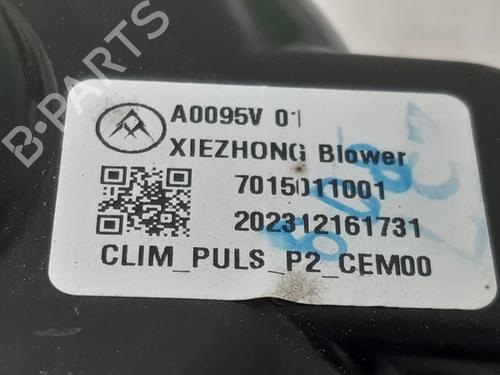 B-PARTS
A0095V 01
XIEZHONG Blower
7015011001
202312161731
CLIM_PULS_P2_CEM00